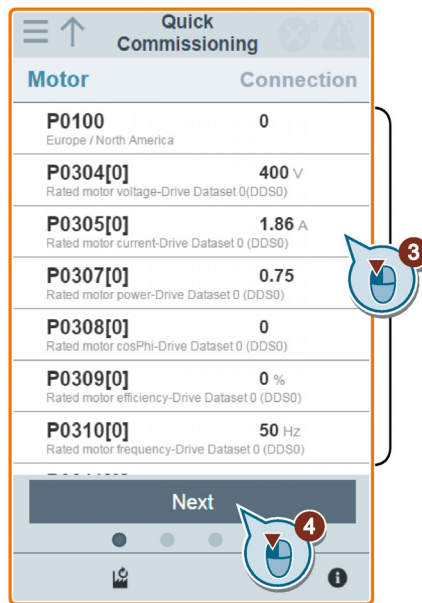 Quick
Commissioning
Motor Connection
P0100 0
Europe / North America
P0304[0] 400 V
Rated motor voltage-Drive Dataset 0(DDS0)
P0305[0] 1.86 A
Rated motor current-Drive Dataset 0 (DDS0)
3
P0307[0] 0.75
Rated motor power-Drive Dataset 0 (DDS0)
P0308[0] 0
Rated motor cosPhi-Drive Dataset 0 (DDS0)
P0309[0] 0 %
Rated motor efficiency-Drive Dataset 0 (DDS0)
P0310[0] 50 Hz
Rated motor frequency-Drive Dataset 0 (DDS0)
Next
4